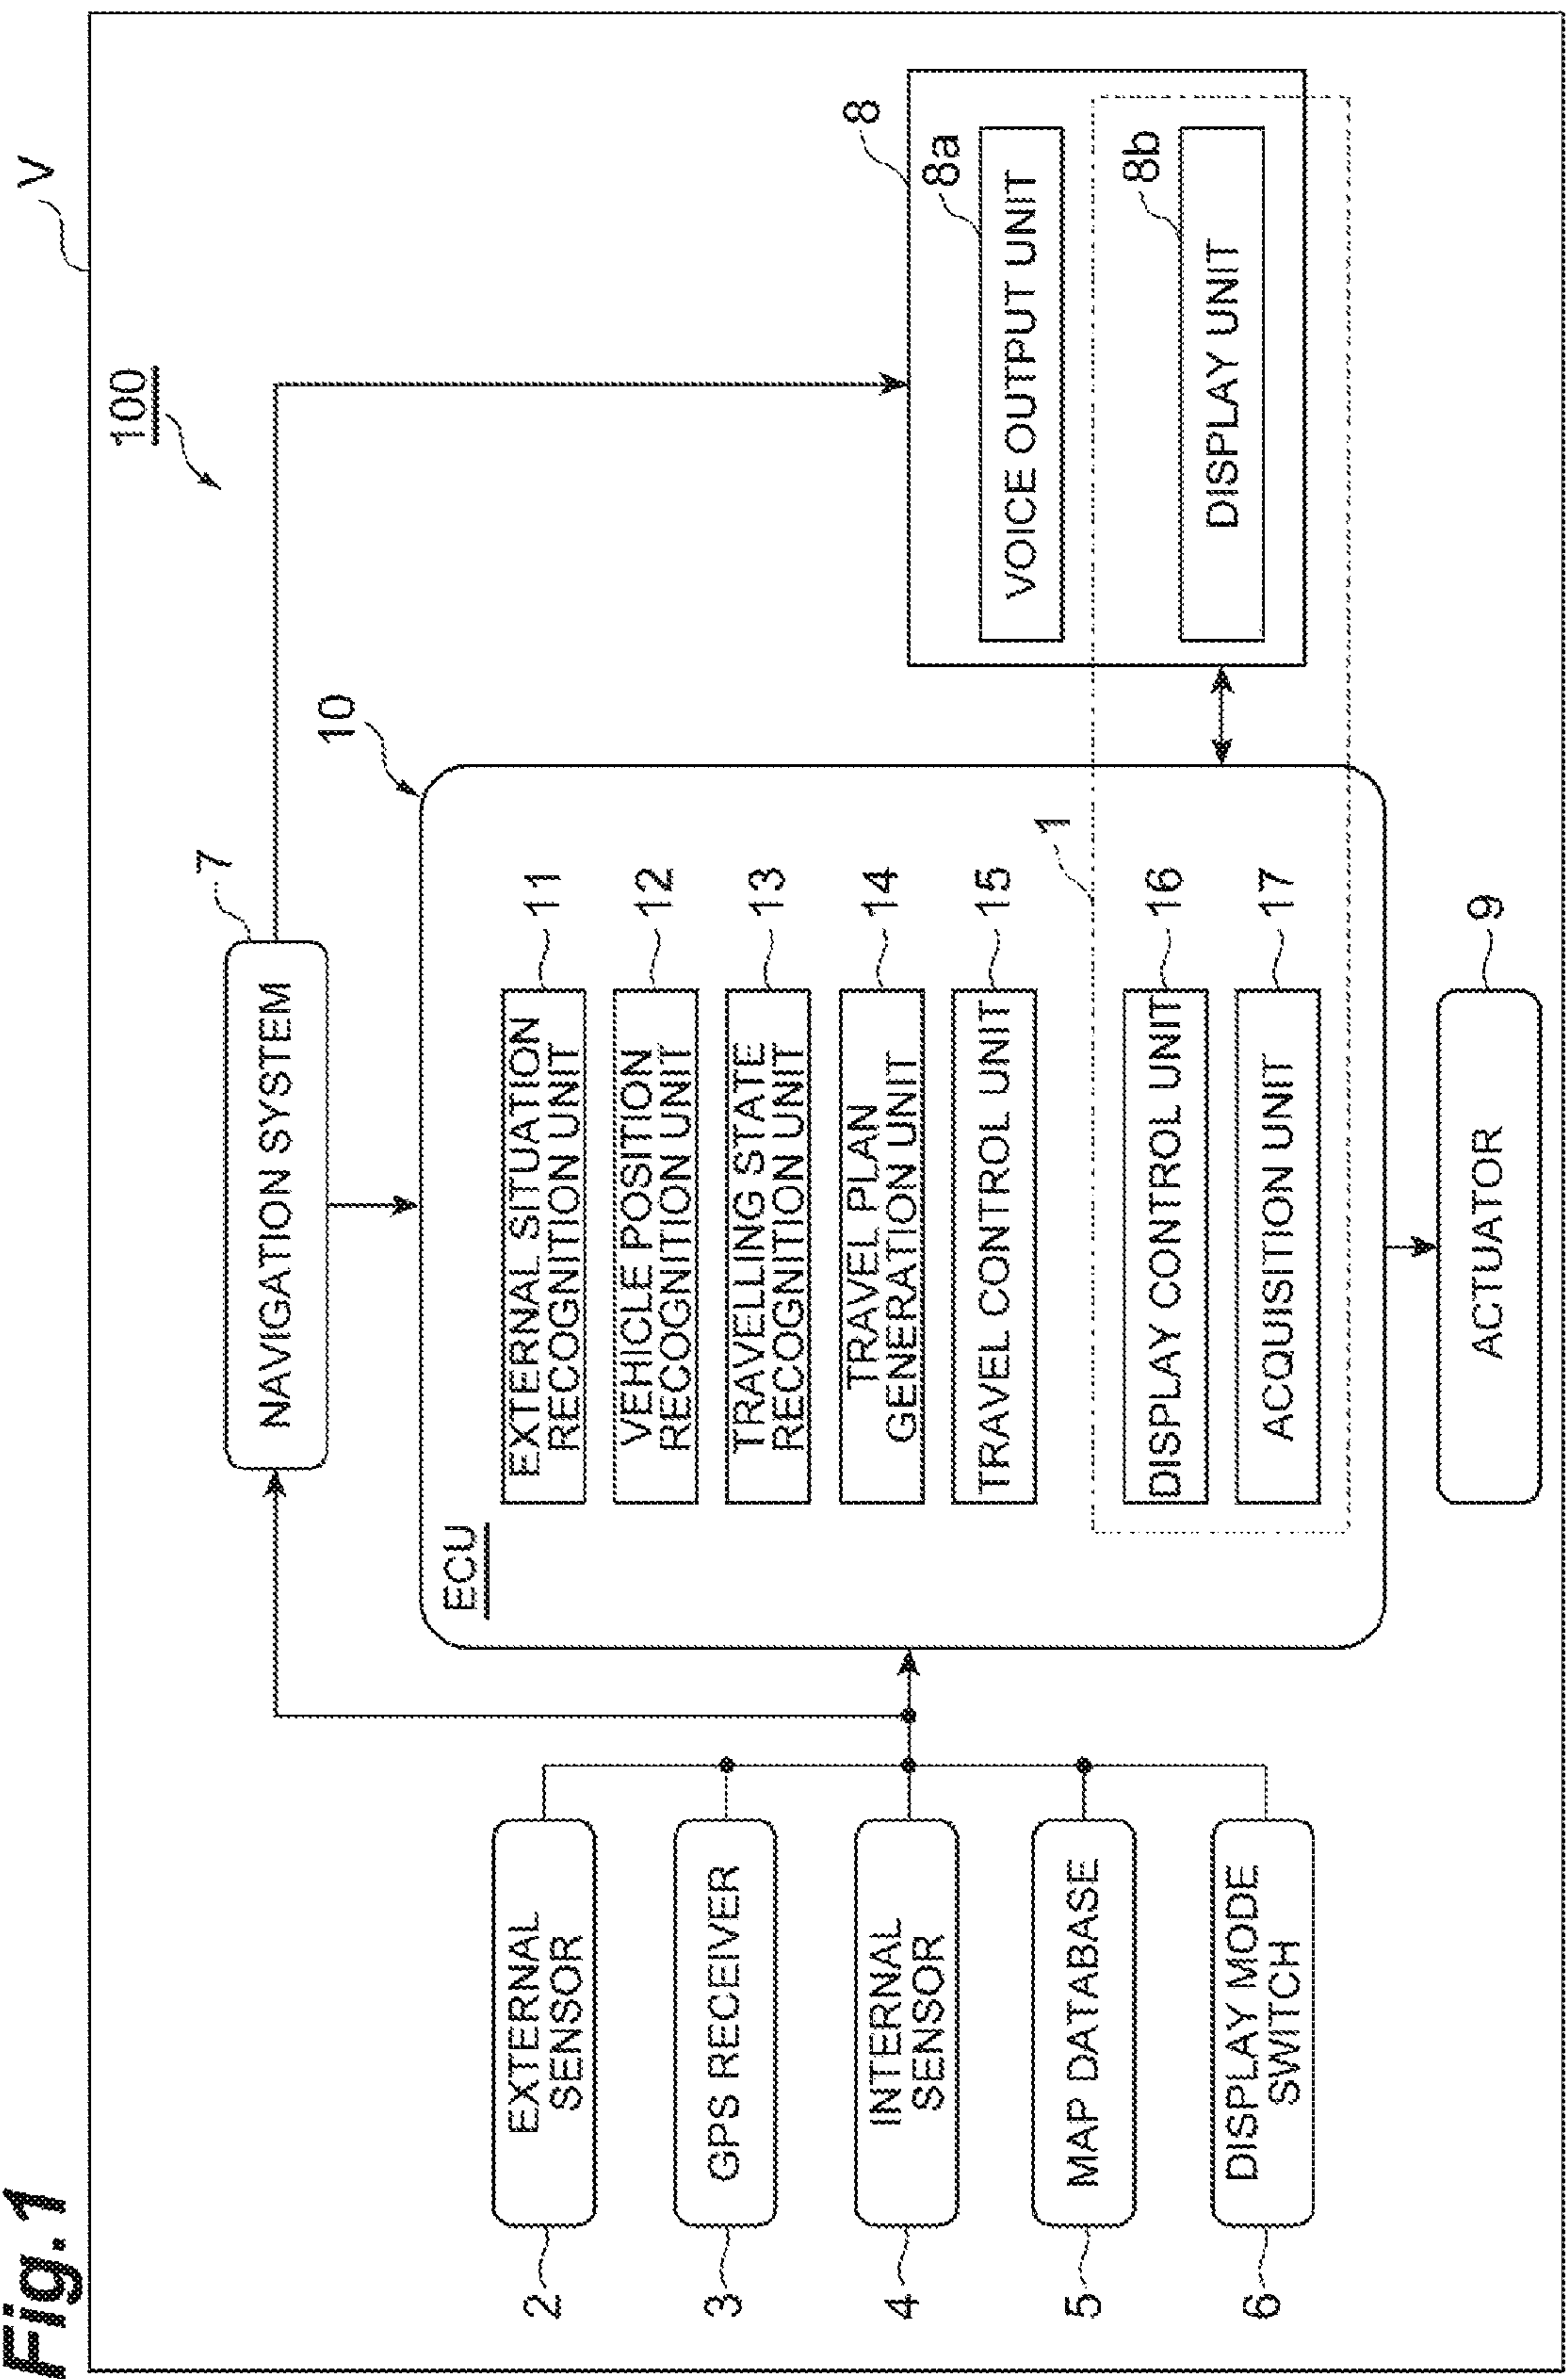 Fig.1
V
100
7
NAVIGATION SYSTEM
10
ECU
EXTERNAL SITUATION
RECOGNITION UNIT
11
VEHICLE POSITION
RECOGNITION UNIT
12
TRAVELLING STATE
RECOGNITION UNIT
13
TRAVEL PLAN
GENERATION UNIT
14
TRAVEL CONTROL UNIT
15
1
DISPLAY CONTROL UNIT
16
ACQUISITION UNIT
17
2
EXTERNAL
SENSOR
3
GPS RECEIVER
4
INTERNAL
SENSOR
5
MAP DATABASE
6
DISPLAY MODE
SWITCH
8
8a
VOICE OUTPUT UNIT
8b
DISPLAY UNIT
ACTUATOR
9